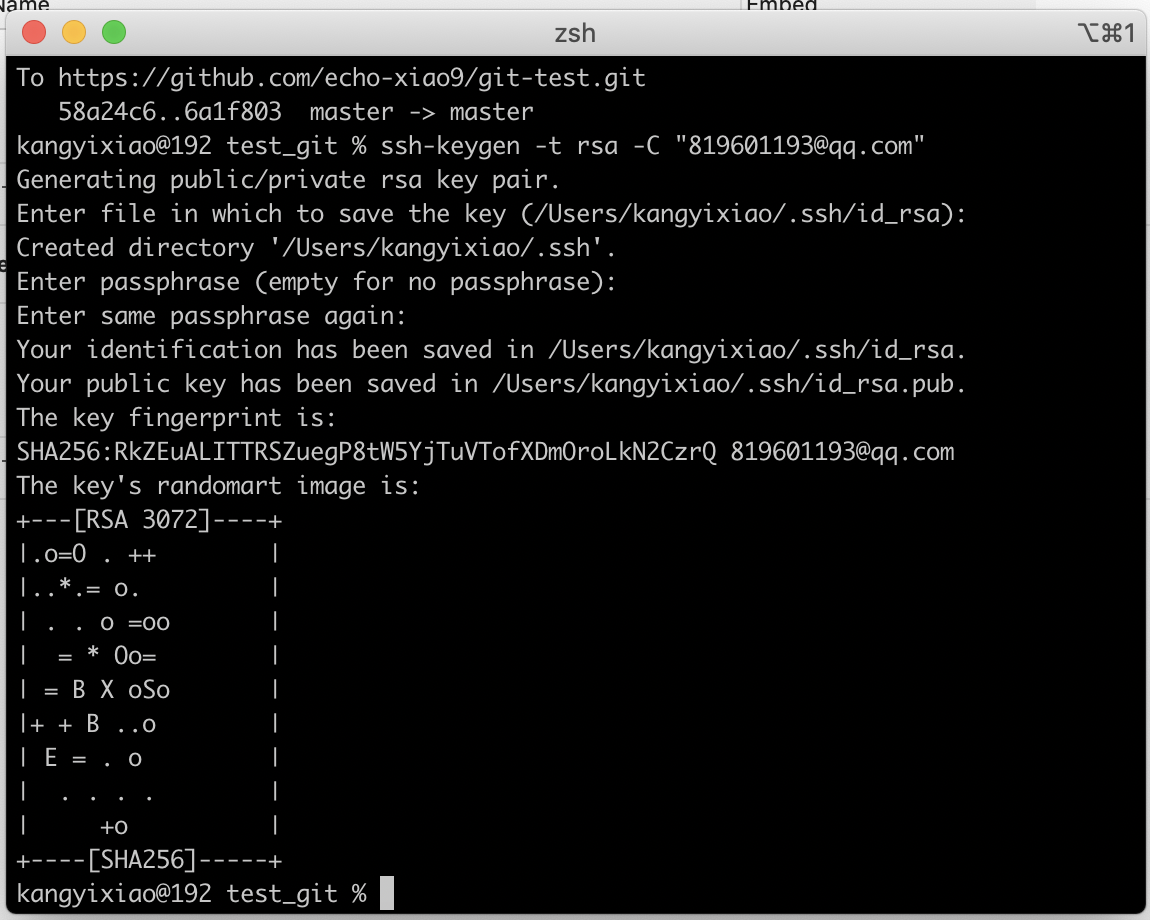 Name
Embed
zsh
⌥⌘1
To https://github.com/echo-xiao9/git-test.git
   58a24c6..6a1f803  master -> master
kangyixiao@192 test_git % ssh-keygen -t rsa -C "819601193@qq.com"
Generating public/private rsa key pair.
Enter file in which to save the key (/Users/kangyixiao/.ssh/id_rsa):
Created directory '/Users/kangyixiao/.ssh'.
Enter passphrase (empty for no passphrase):
Enter same passphrase again:
Your identification has been saved in /Users/kangyixiao/.ssh/id_rsa.
Your public key has been saved in /Users/kangyixiao/.ssh/id_rsa.pub.
The key fingerprint is:
SHA256:RkZEuALITTRSZuegP8tW5YjTuVTofXDmOroLkN2CzrQ 819601193@qq.com
The key's randomart image is:
+---[RSA 3072]----+
|.o=O . ++        |
|..*.= o.         |
| . . o =oo       |
|  = * Oo=        |
| = B X oSo       |
|+ + B ..o        |
| E = . o         |
|  . . . .        |
|     +o          |
+----[SHA256]-----+
kangyixiao@192 test_git %